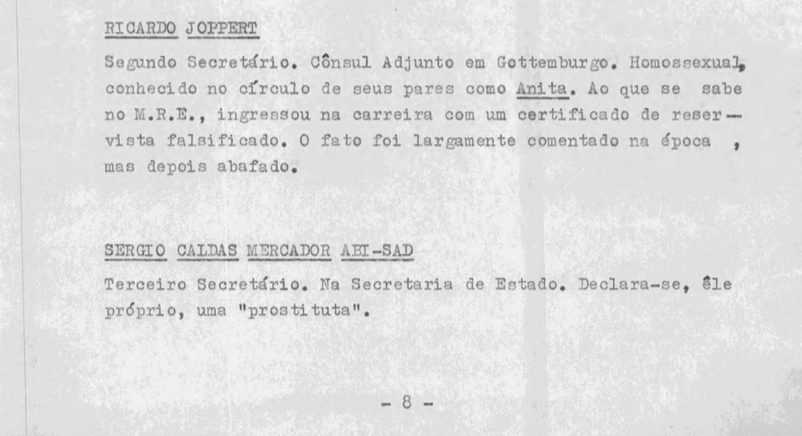 RICARDO JOPPERT
Segundo Secretário. Cônsul Adjunto em Gottemburgo. Homossexual,
conhecido no círculo de seus pares como Anita. Ao que se sabe
no M.R.E., ingressou na carreira com um certificado de reser-
vista falsificado. O fato foi largamente comentado na época ,
mas depois abafado.
SERGIO CALDAS MERCADOR ABI-SAD
Terceiro Secretário. Na Secretaria de Estado. Declara-se, êle
próprio, uma "prostituta".
- 8 -